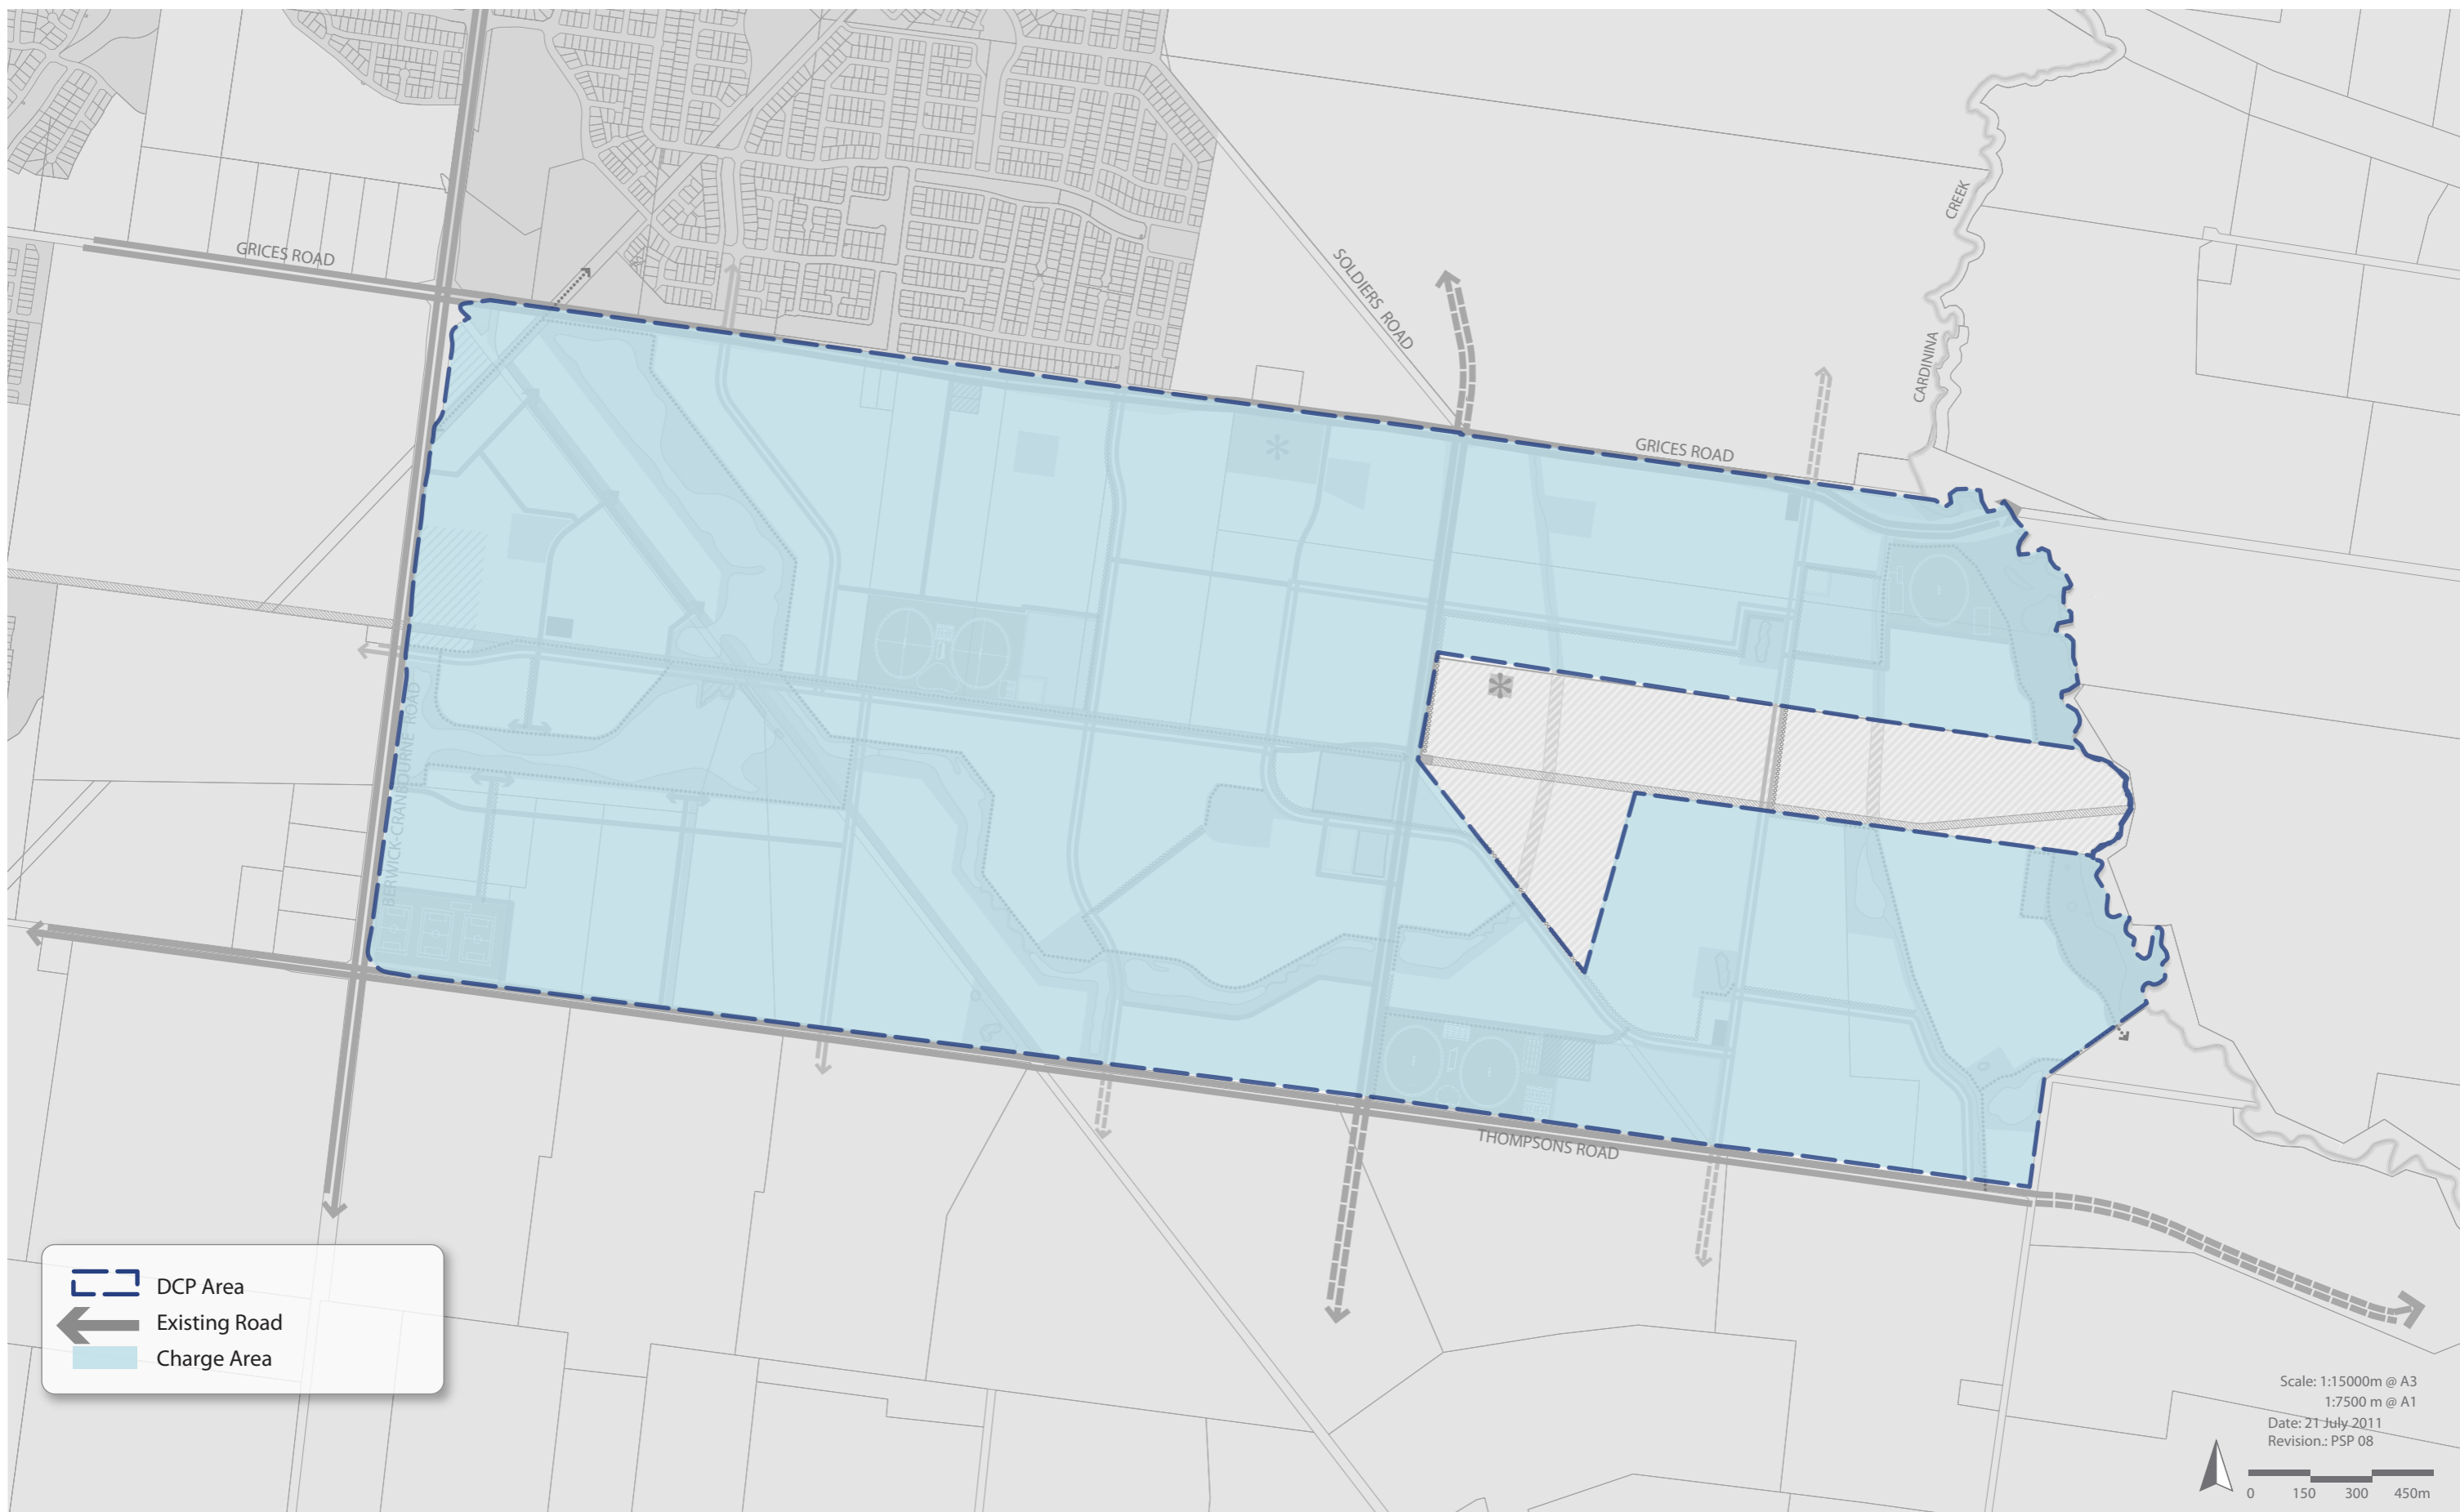 CREEK
GRICES ROAD
SOLDIERS ROAD
CARDININA
GRICES ROAD
BERWICK-CRANBOURNE ROAD
THOMPSONS ROAD
DCP Area
Existing Road
Charge Area
Scale: 1:15000m @ A3
1:7500 m @ A1
Date: 21 July 2011
Revision.: PSP 08
0 150 300 450m